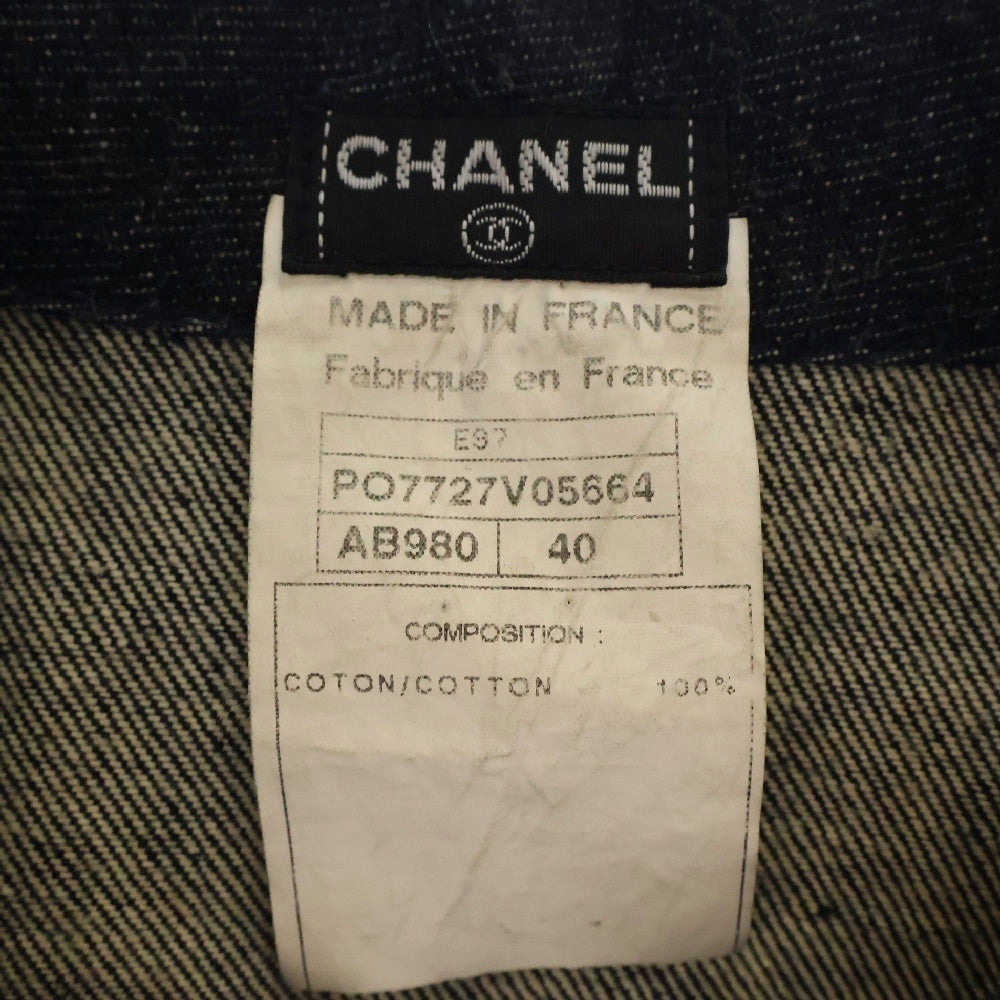 CHANEL
MADE IN FRANCE
Fabrique en France
PO7727V05664
AB980 40
COMPOSITION :
COTON/COTTON 100%